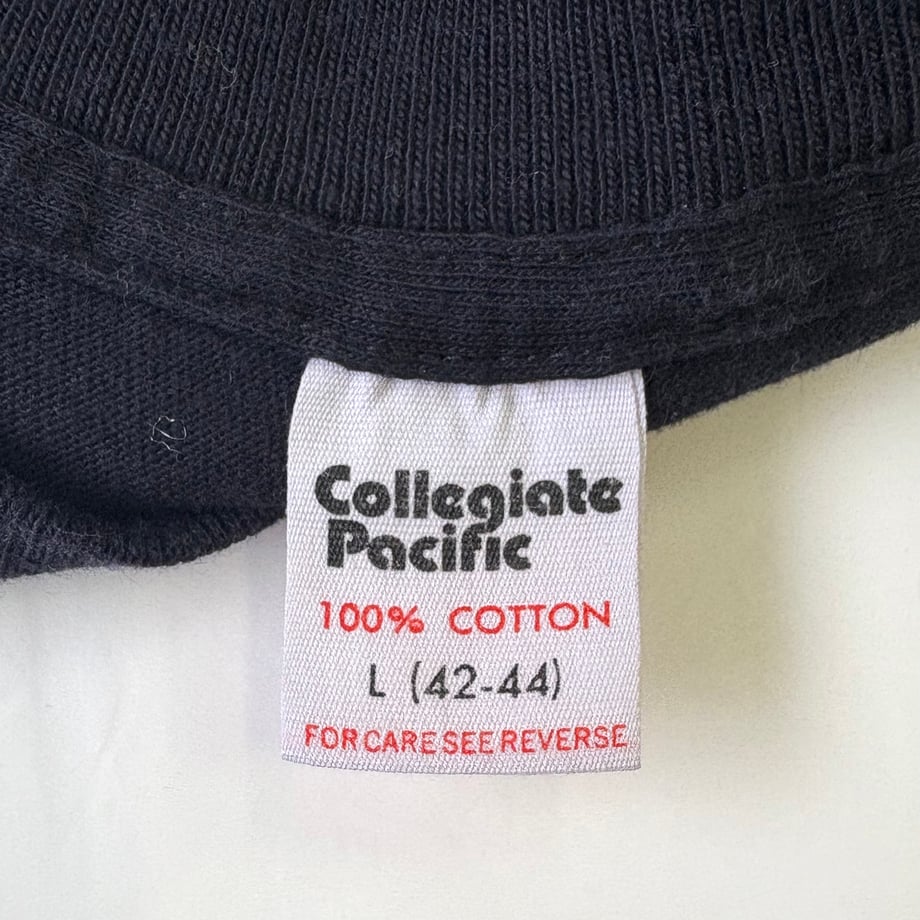 Collegiate
Pacific
100% COTTON
L (42-44)
FOR CARE SEE REVERSE